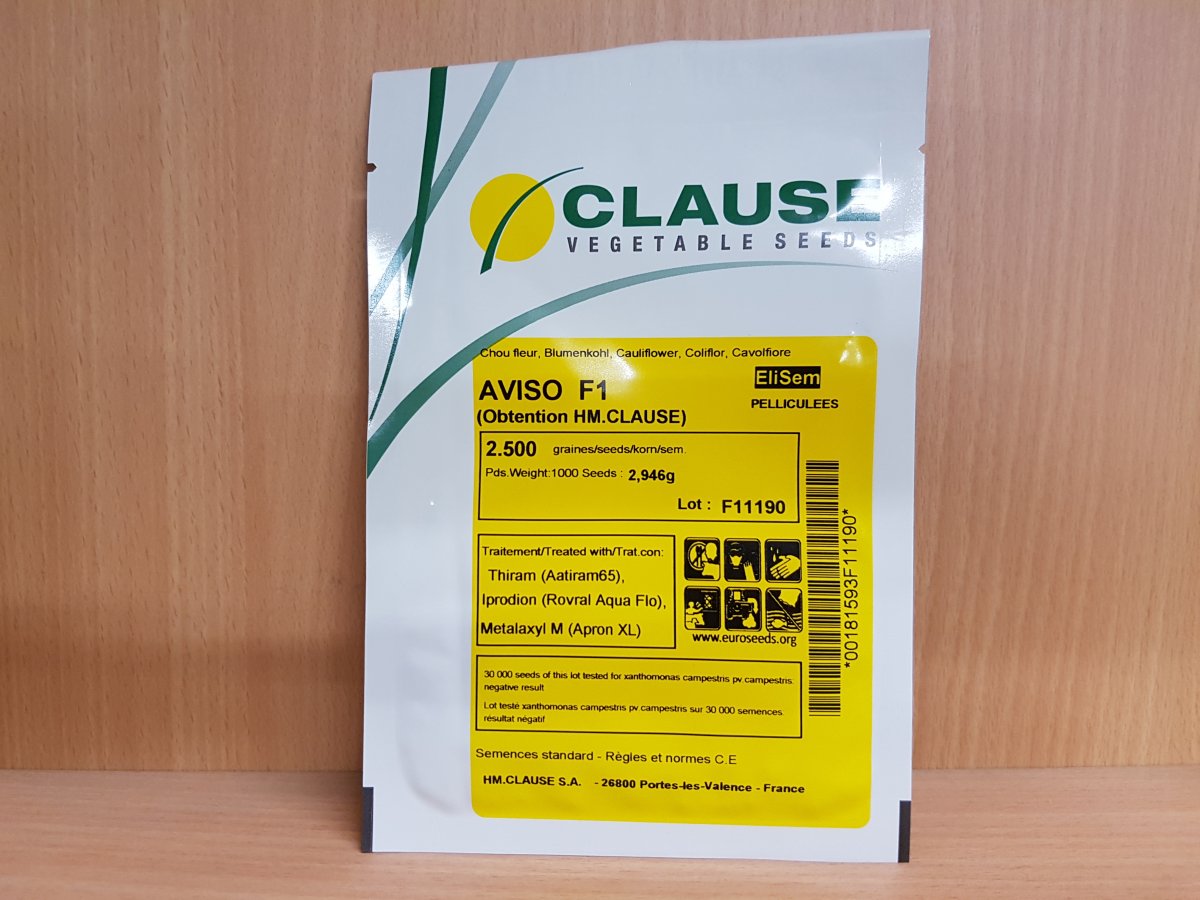 CLAUSE
VEGETABLE SEEDS
Chou fleur, Blumenkohl, Cauliflower, Coliflor, Cavolfiore
AVISO F1
EliSem
(Obtention HM.CLAUSE)
PELLICULEES
2.500 graines/seeds/korn/sem.
Pds.Weight:1000 Seeds : 2,946g
Lot : F11190
Traitement/Treated with/Trat.con:
Thiram (Aatiram65),
Iprodion (Rovral Aqua Flo),
Metalaxyl M (Apron XL)
www.euroseeds.org
*00181593F11190*
30 000 seeds of this lot tested for xanthomonas campestris pv.campestris:
negative result
Lot testé xanthomonas campestris pv.campestris sur 30 000 semences:
résultat négatif
Semences standard - Règles et normes C.E
HM.CLAUSE S.A. - 26800 Portes-les-Valence - France